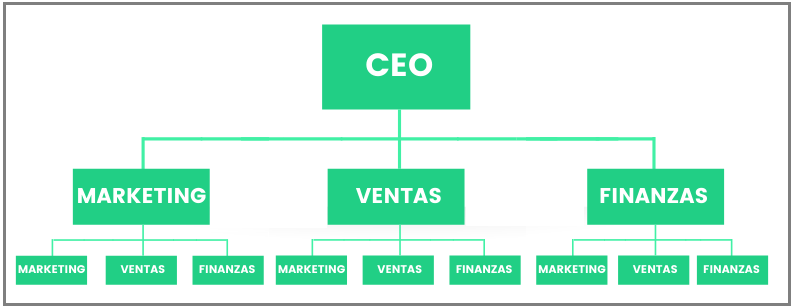 CEO
MARKETING VENTAS FINANZAS
MARKETING VENTAS FINANZAS MARKETING VENTAS FINANZAS MARKETING VENTAS FINANZAS